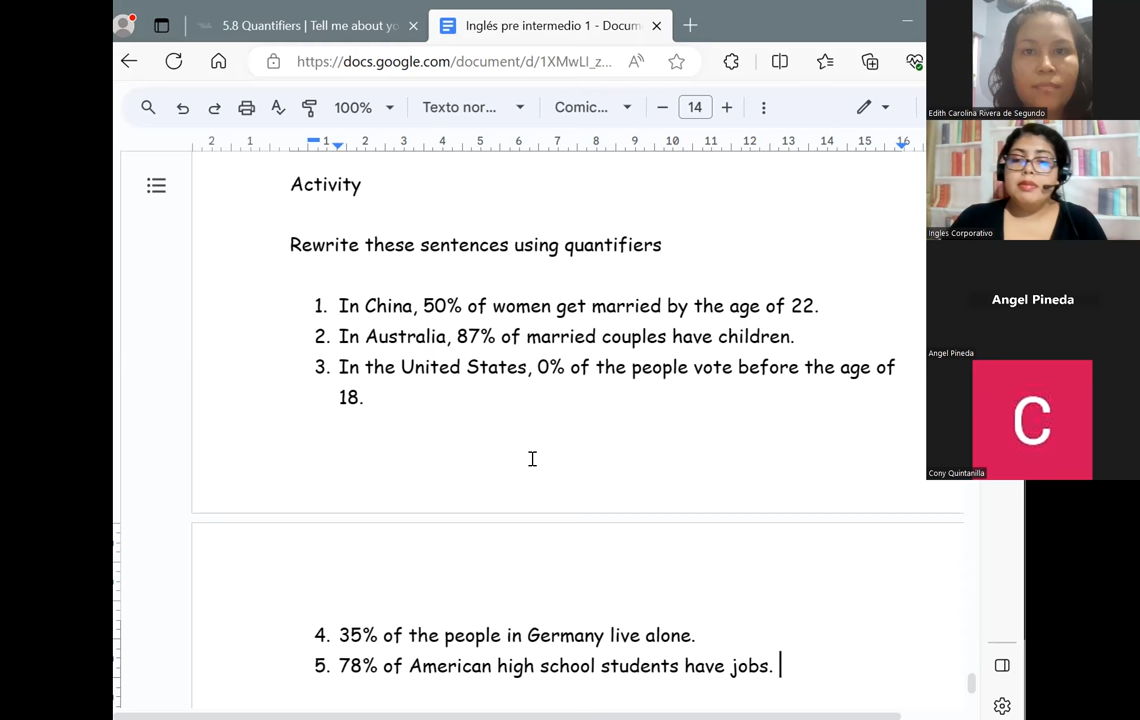 5.8 Quantifiers | Tell me about yo
Inglés pre intermedio 1 - Docum
https://docs.google.com/document/d/1XMwLI_z...
100%
Texto nor...
Comic...
14
2 1 1 2 3 4 5 6 7 8 9 10 11 12 13 14 15 16
Activity
Rewrite these sentences using quantifiers
1. In China, 50% of women get married by the age of 22.
2. In Australia, 87% of married couples have children.
3. In the United States, 0% of the people vote before the age of
18.
4. 35% of the people in Germany live alone.
5. 78% of American high school students have jobs.
Edith Carolina Rivera de Segundo
Ingles Corporativo
Angel Pineda
Angel Pineda
C
Cony Quintanilla